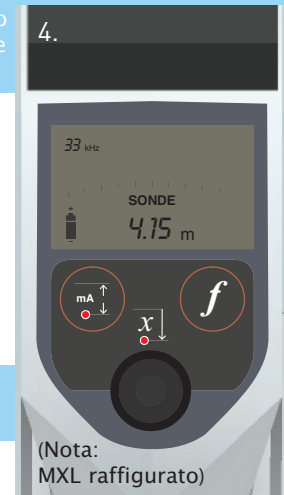 o
e
4.
33 kHz
SONDE
4.15 m
+
-
mA
x
f
(Nota:
MXL raffigurato)